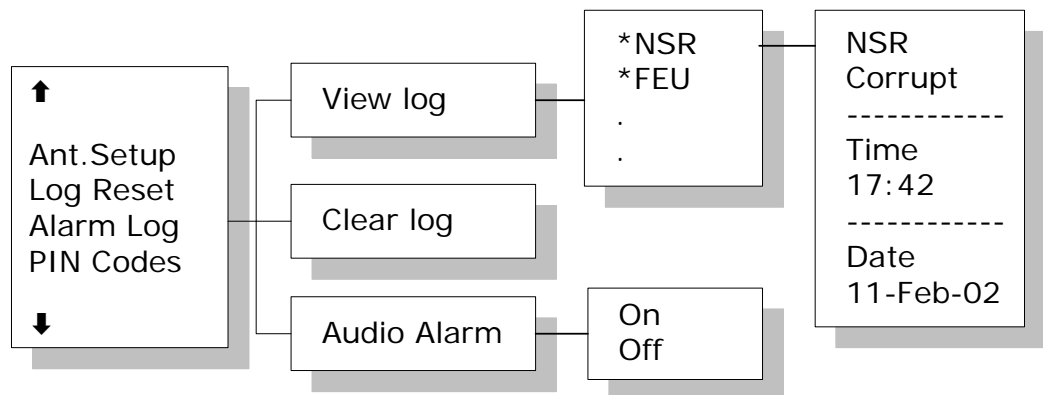 ↑
Ant.Setup
Log Reset
Alarm Log
PIN Codes
↓
View log
Clear log
Audio Alarm
*NSR
*FEU
.
.
On
Off
NSR
Corrupt
------------
Time
17:42
------------
Date
11-Feb-02